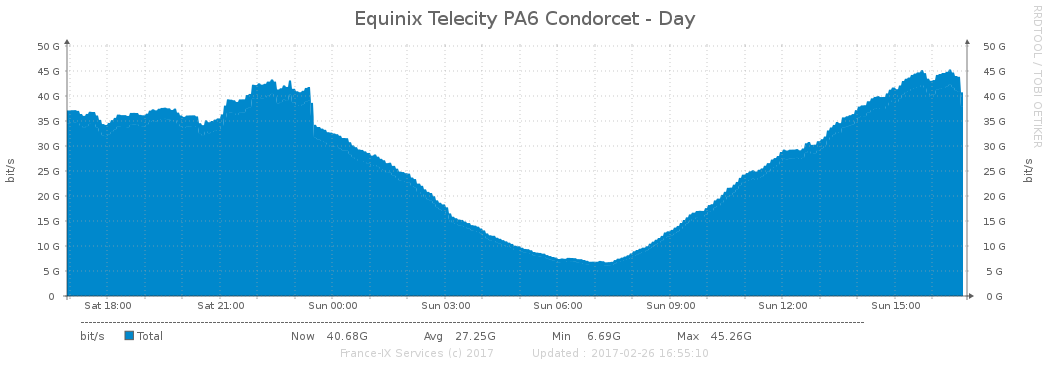 Equinix Telecity PA6 Condorcet - Day
RRDTOOL / TOBI OETIKER
bit/s
50 G 50 G
45 G 45 G
40 G 40 G
35 G 35 G
30 G 30 G
25 G 25 G
20 G 20 G
15 G 15 G
10 G 10 G
5 G 5 G
0 0 G
bit/s
Sat 18:00 Sat 21:00 Sun 00:00 Sun 03:00 Sun 06:00 Sun 09:00 Sun 12:00 Sun 15:00
bit/s Total Now 40.68G Avg 27.25G Min 6.69G Max 45.26G
France-IX Services (c) 2017 Updated : 2017-02-26 16:55:10